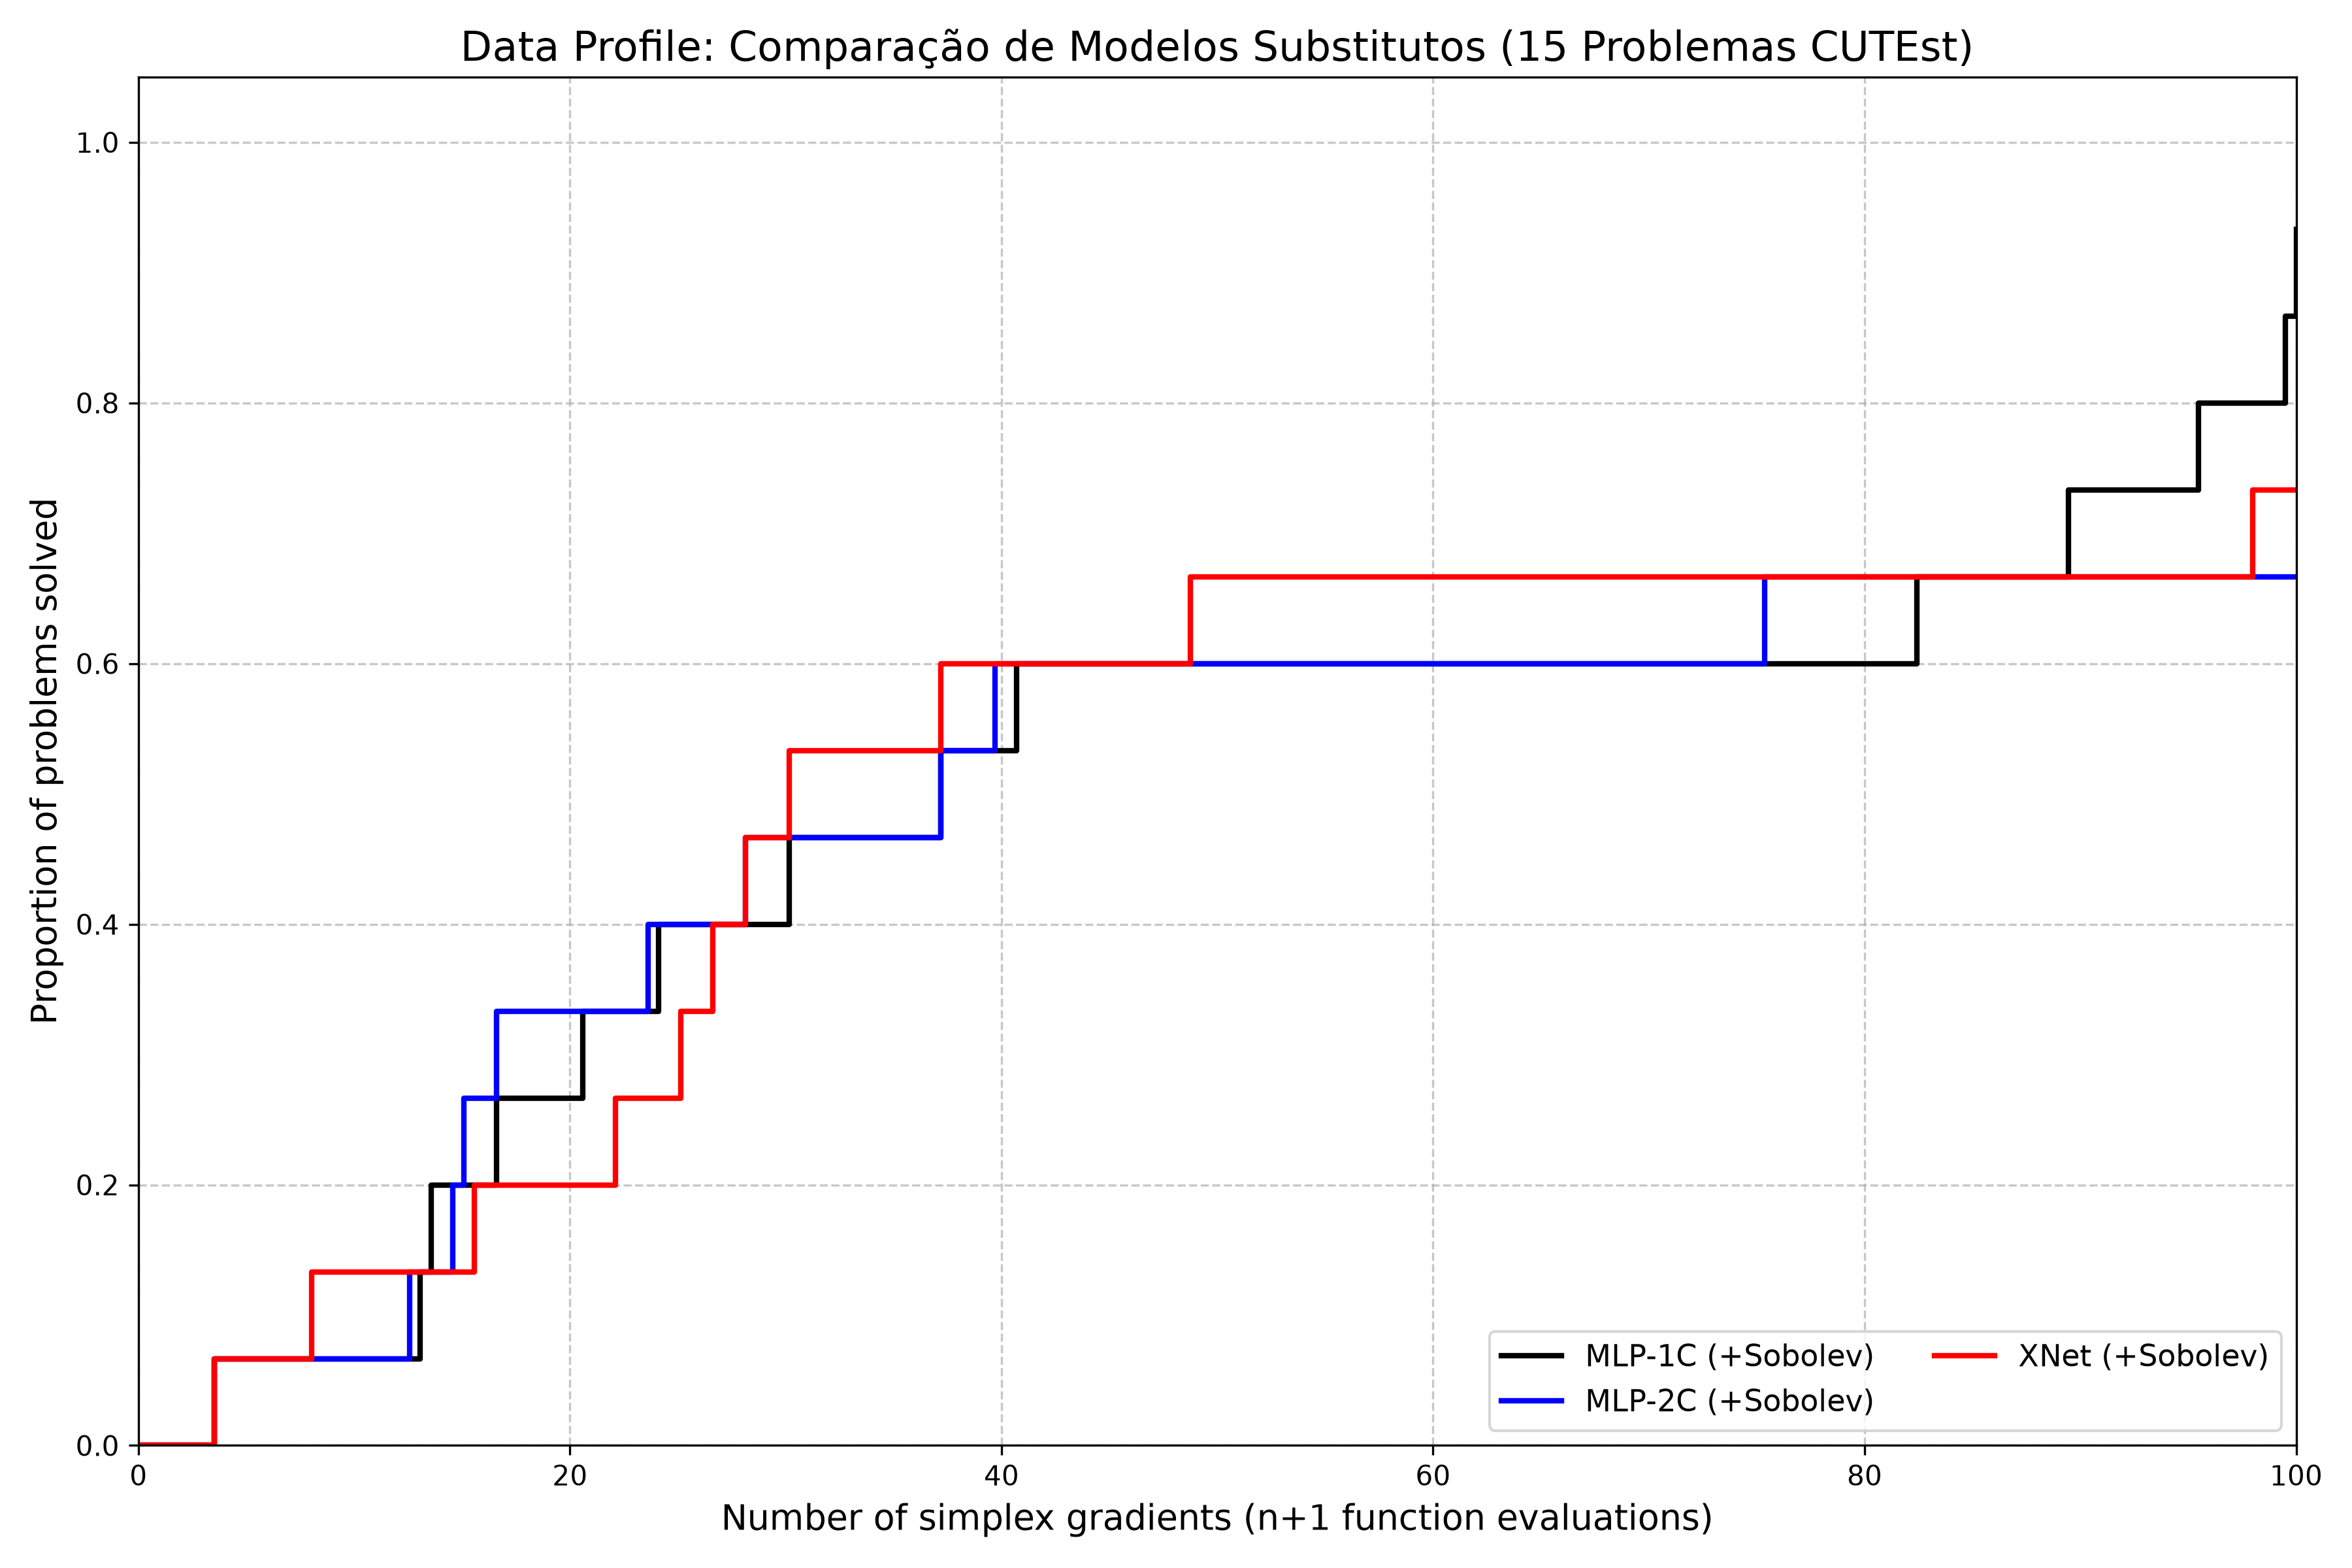 Data Profile: Comparação de Modelos Substitutos (15 Problemas CUTEst)
Proportion of problems solved
1.0
0.8
0.6
0.4
0.2
0.0
0
20
40
60
80
100
Number of simplex gradients (n+1 function evaluations)
MLP-1C (+Sobolev)
MLP-2C (+Sobolev)
XNet (+Sobolev)